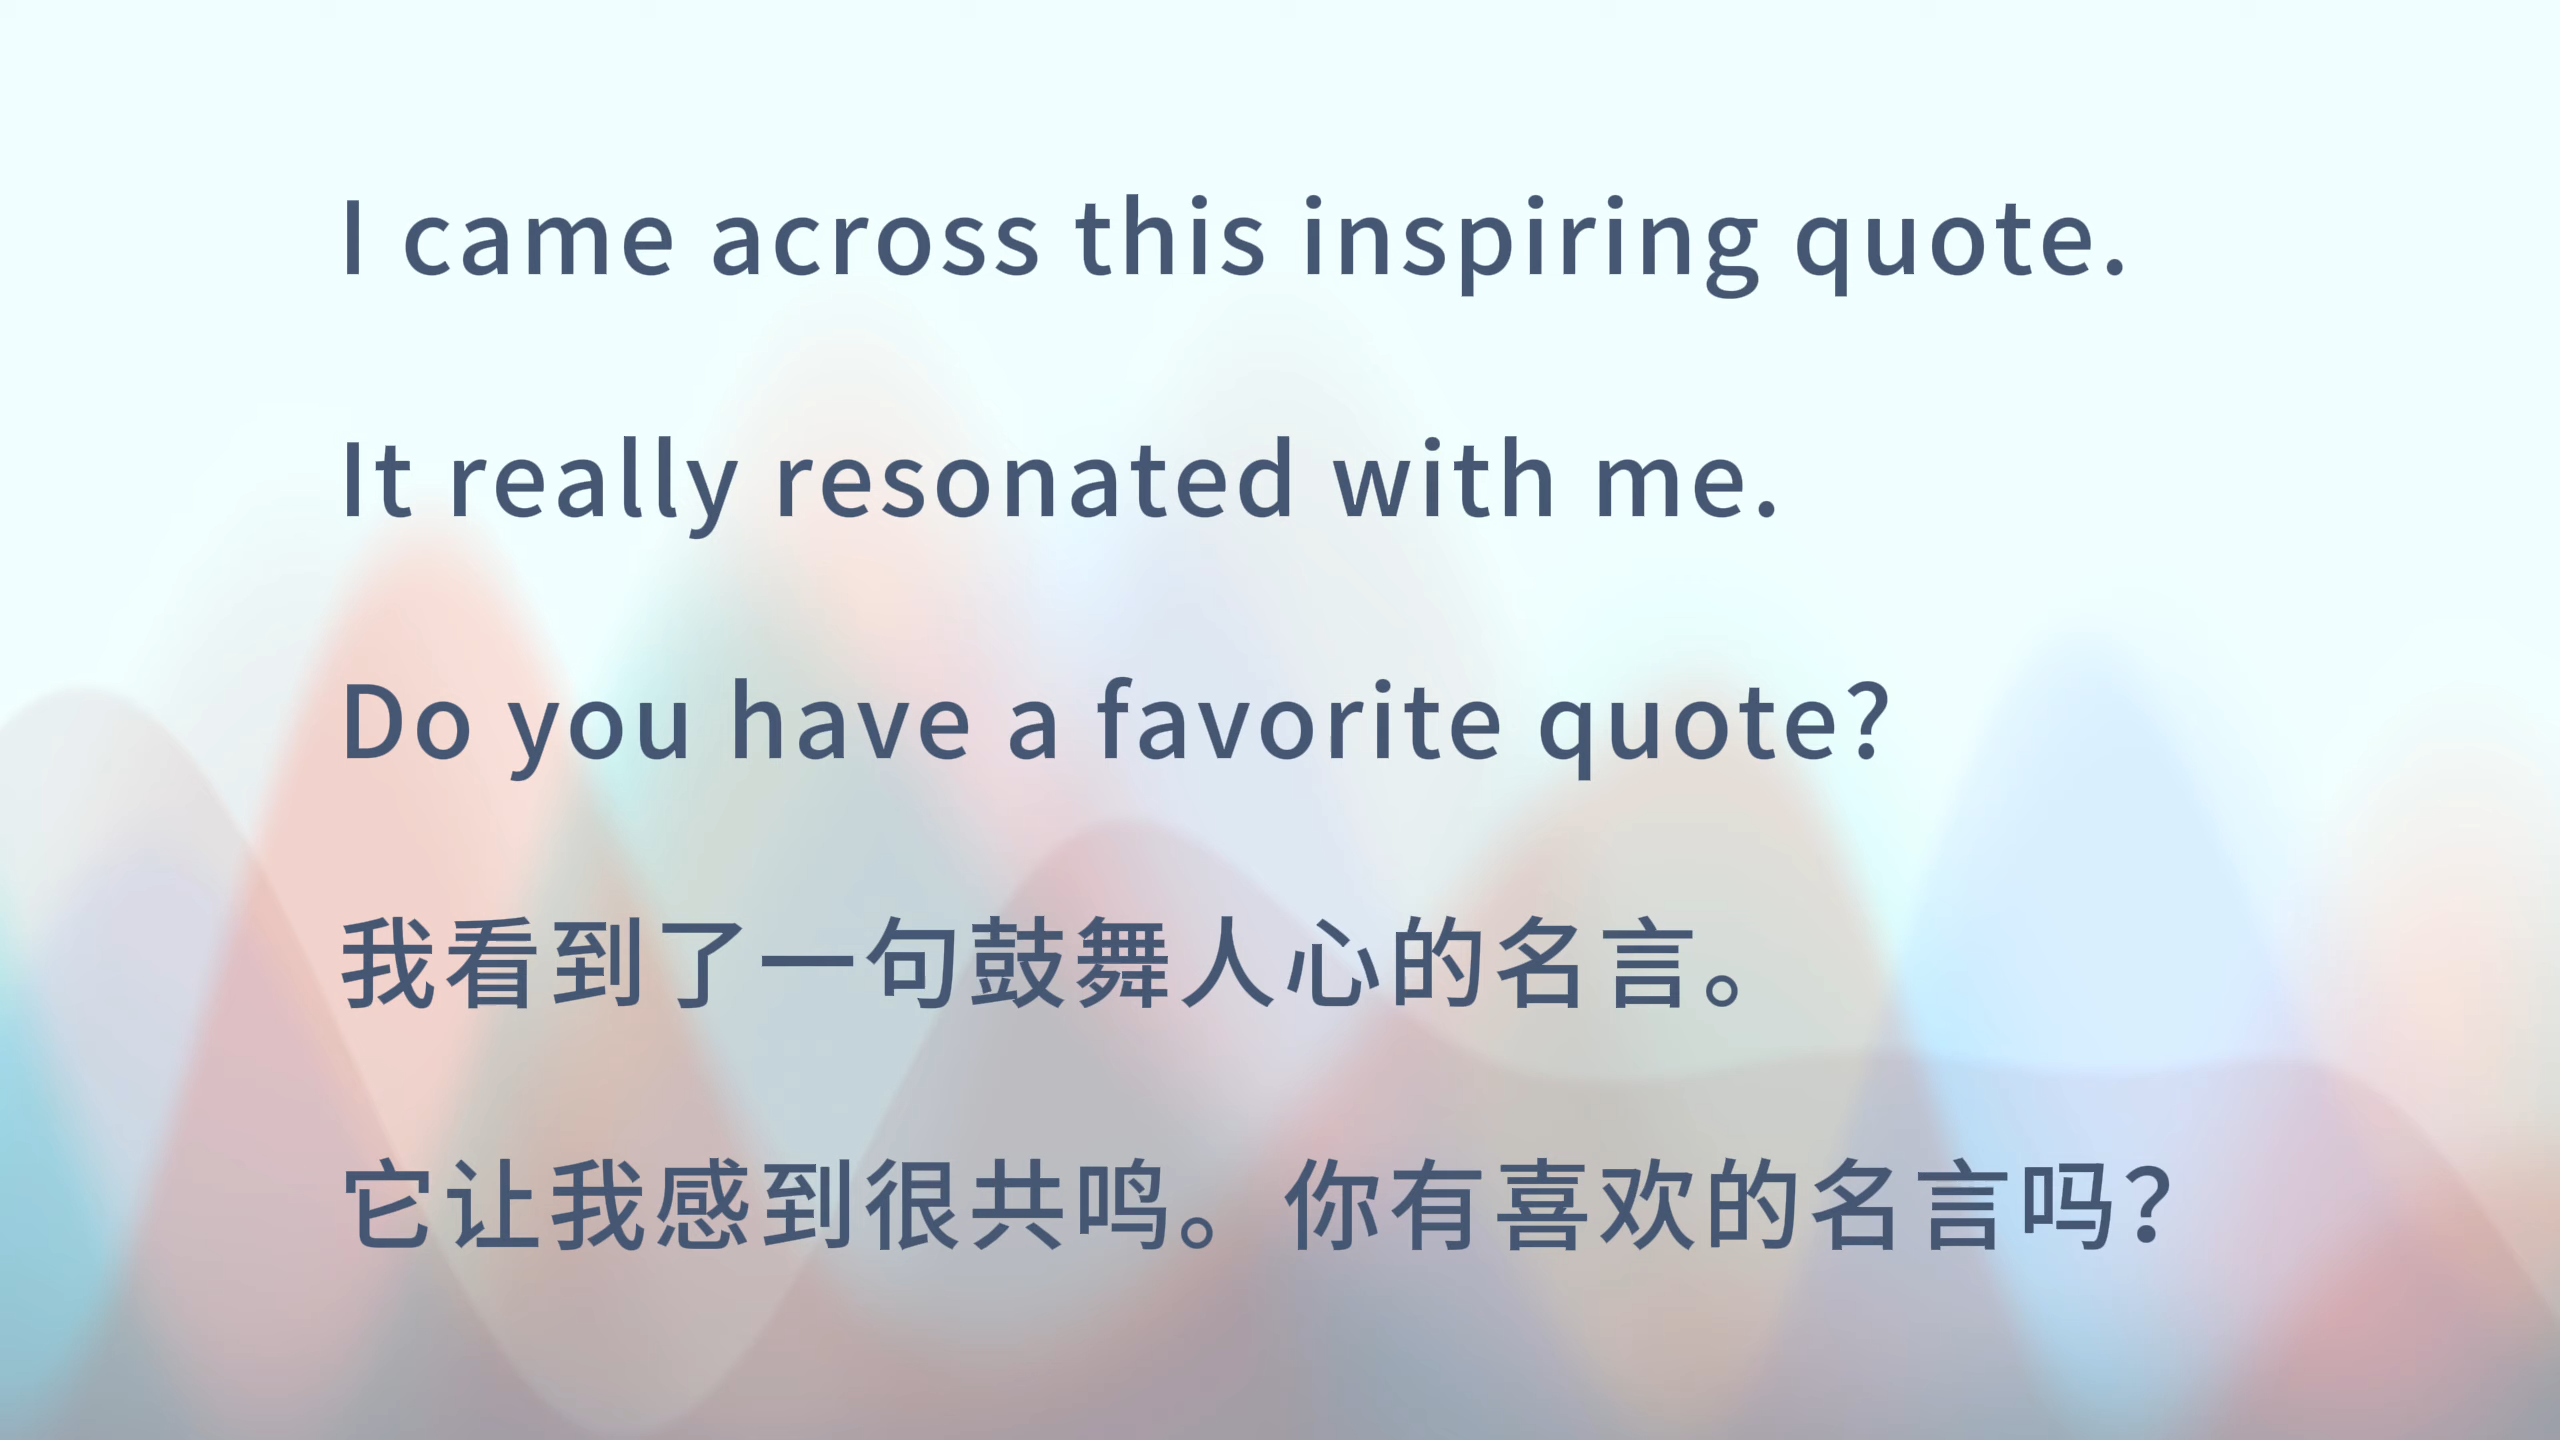 I came across this inspiring quote.
It really resonated with me.
Do you have a favorite quote?
我看到了一句鼓舞人心的名言。
它让我感到很共鸣。你有喜欢的名言吗?